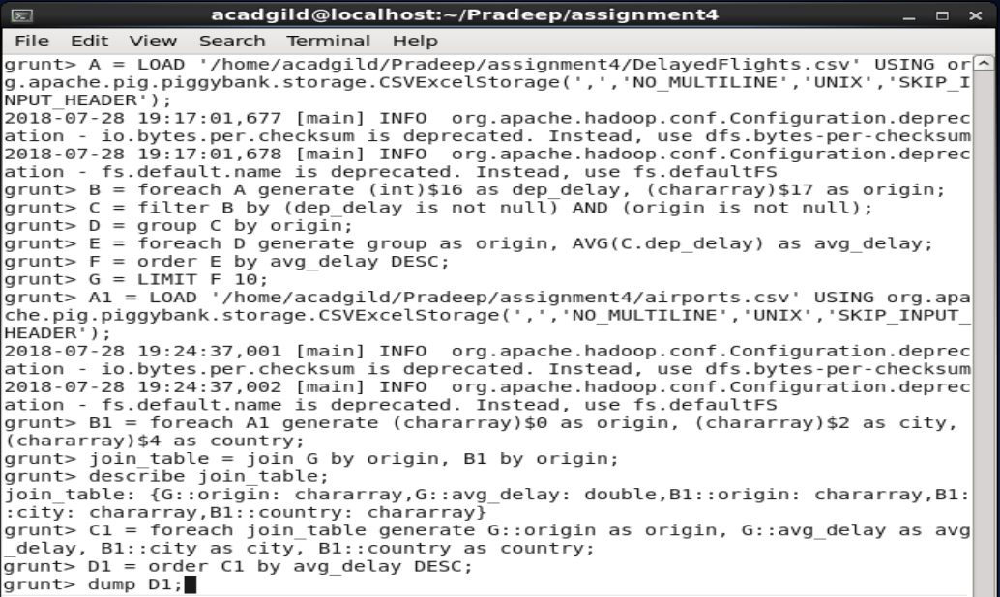 acadgild@localhost:~/Pradeep/assignment4
File Edit View Search Terminal Help
grunt> A = LOAD '/home/acadgild/Pradeep/assignment4/DelayedFlights.csv' USING or
g.apache.pig.piggybank.storage.CSVExcelStorage(',','NO_MULTILINE','UNIX','SKIP_I
NPUT_HEADER');
2018-07-28 19:17:01,677 [main] INFO  org.apache.hadoop.conf.Configuration.deprec
ation - io.bytes.per.checksum is deprecated. Instead, use dfs.bytes-per-checksum
2018-07-28 19:17:01,678 [main] INFO  org.apache.hadoop.conf.Configuration.deprec
ation - fs.default.name is deprecated. Instead, use fs.defaultFS
grunt> B = foreach A generate (int)$16 as dep_delay, (chararray)$17 as origin;
grunt> C = filter B by (dep_delay is not null) AND (origin is not null);
grunt> D = group C by origin;
grunt> E = foreach D generate group as origin, AVG(C.dep_delay) as avg_delay;
grunt> F = order E by avg_delay DESC;
grunt> G = LIMIT F 10;
grunt> A1 = LOAD '/home/acadgild/Pradeep/assignment4/airports.csv' USING org.apa
che.pig.piggybank.storage.CSVExcelStorage(',','NO_MULTILINE','UNIX','SKIP_INPUT_
HEADER');
2018-07-28 19:24:37,001 [main] INFO  org.apache.hadoop.conf.Configuration.deprec
ation - io.bytes.per.checksum is deprecated. Instead, use dfs.bytes-per-checksum
2018-07-28 19:24:37,002 [main] INFO  org.apache.hadoop.conf.Configuration.deprec
ation - fs.default.name is deprecated. Instead, use fs.defaultFS
grunt> B1 = foreach A1 generate (chararray)$0 as origin, (chararray)$2 as city,
(chararray)$4 as country;
grunt> join_table = join G by origin, B1 by origin;
grunt> describe join_table;
join_table: {G::origin: chararray,G::avg_delay: double,B1::origin: chararray,B1:
:city: chararray,B1::country: chararray}
grunt> C1 = foreach join_table generate G::origin as origin, G::avg_delay as avg
_delay, B1::city as city, B1::country as country;
grunt> D1 = order C1 by avg_delay DESC;
grunt> dump D1;